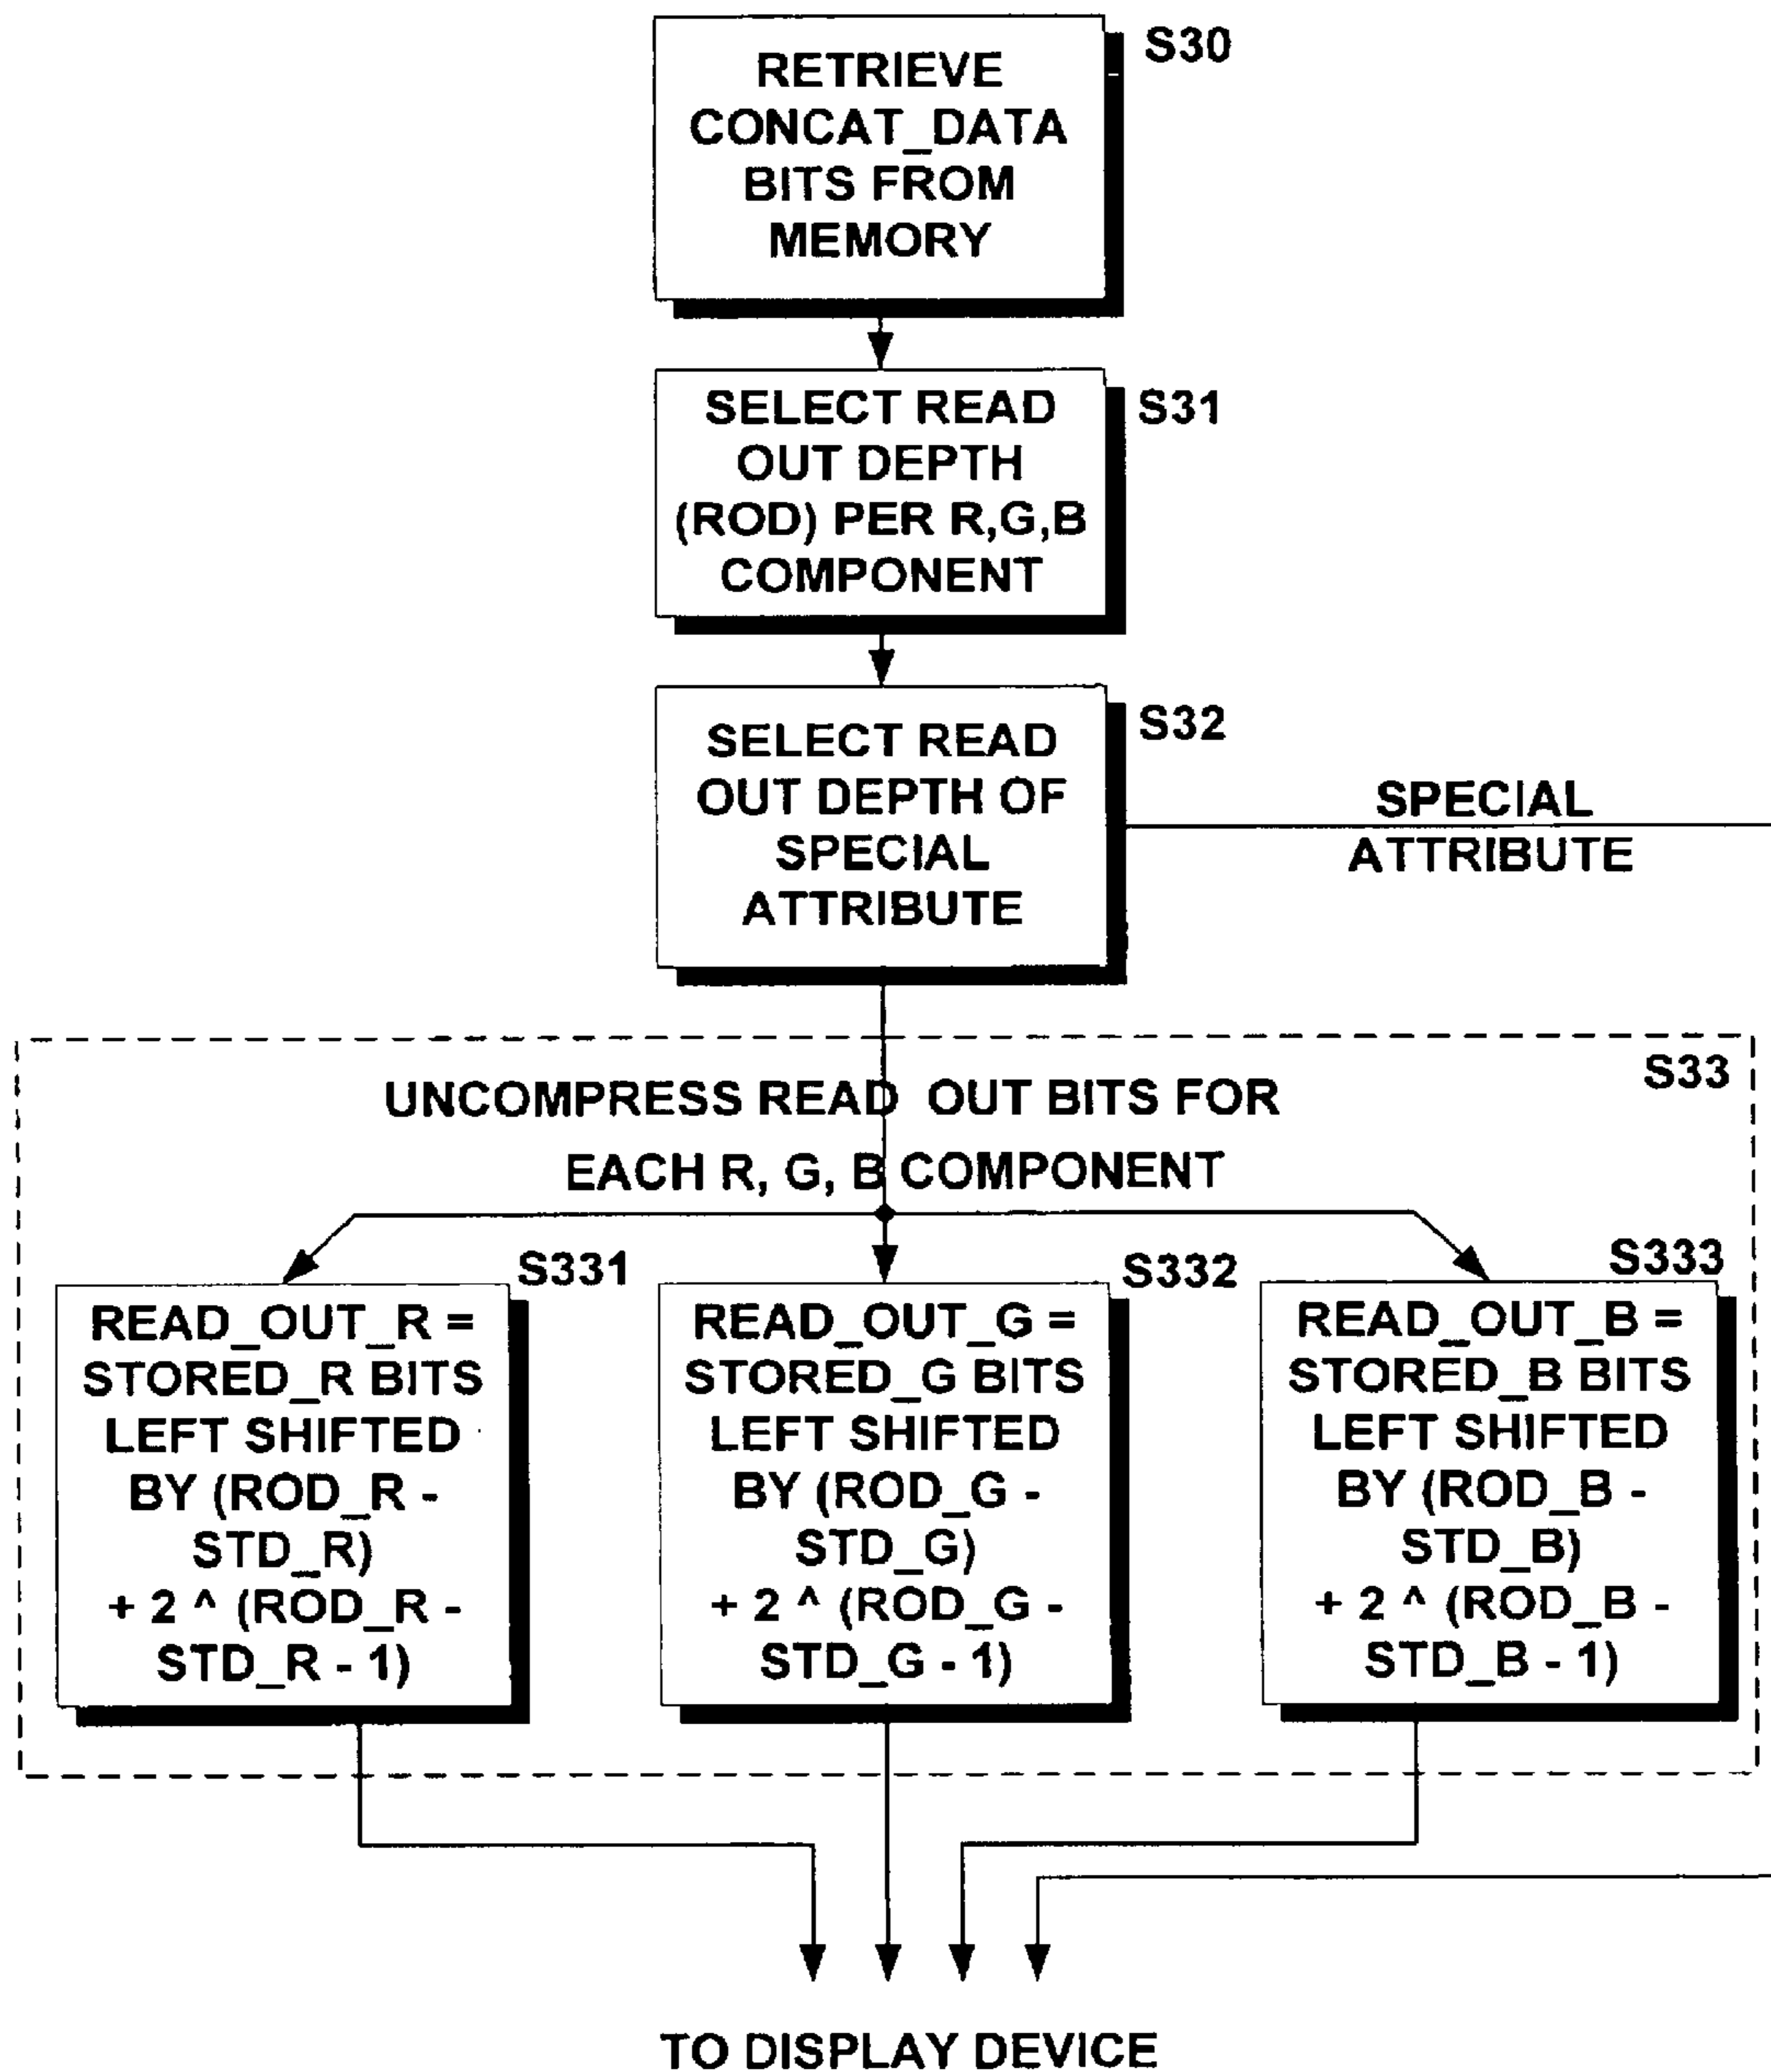 S30
RETRIEVE
CONCAT_DATA
BITS FROM
MEMORY
S31
SELECT READ
OUT DEPTH
(ROD) PER R,G,B
COMPONENT
S32
SELECT READ
OUT DEPTH OF
SPECIAL
ATTRIBUTE
SPECIAL
ATTRIBUTE
S33
UNCOMPRESS READ OUT BITS FOR
EACH R, G, B COMPONENT
S331
READ_OUT_R =
STORED_R BITS
LEFT SHIFTED
BY (ROD_R -
STD_R)
+ 2 ^ (ROD_R -
STD_R - 1)
S332
READ_OUT_G =
STORED_G BITS
LEFT SHIFTED
BY (ROD_G -
STD_G)
+ 2 ^ (ROD_G -
STD_G - 1)
S333
READ_OUT_B =
STORED_B BITS
LEFT SHIFTED
BY (ROD_B -
STD_B)
+ 2 ^ (ROD_B -
STD_B - 1)
TO DISPLAY DEVICE